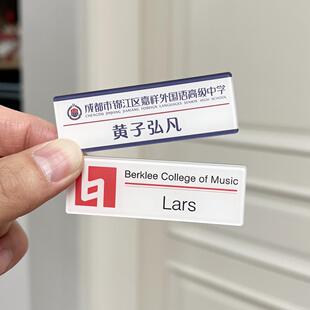 成都市锦江区嘉祥外国语高级中学
CHENGDU JINJIANG JIAXIANG FOREIGN LANGUAGES SENIOR HIGH SCHOOL
黄子弘凡
Berklee College of Music
Lars